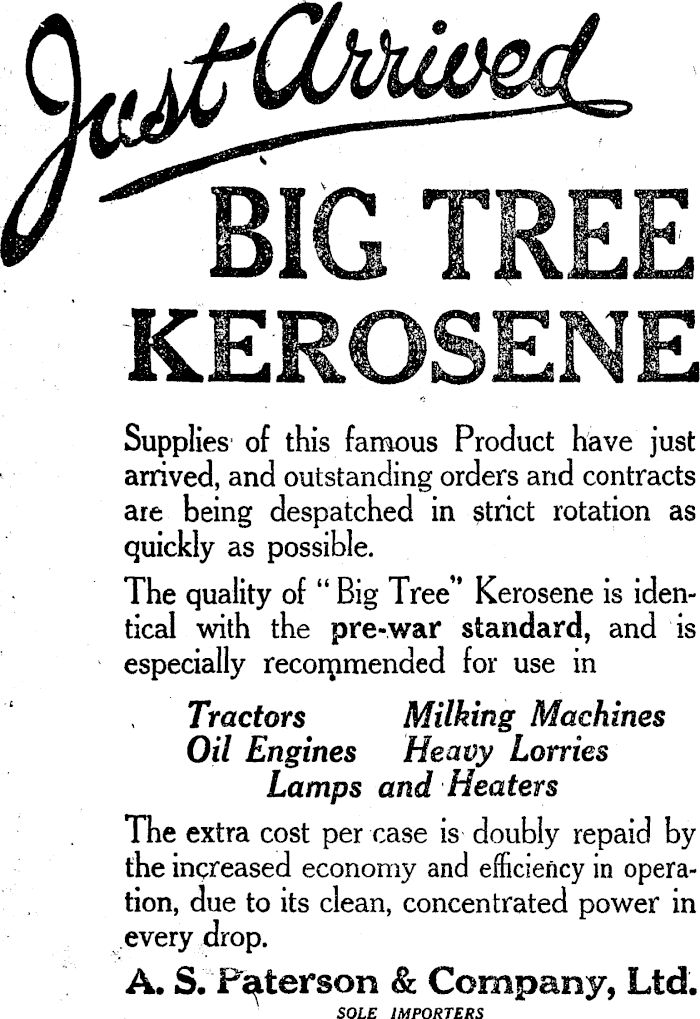 Just Arrived
BIG TREE
KEROSENE
Supplies of this famous Product have just
arrived, and outstanding orders and contracts
are being despatched in strict rotation as
quickly as possible.
The quality of "Big Tree" Kerosene is iden-
tical with the pre-war standard, and is
especially recommended for use in
Tractors Milking Machines
Oil Engines Heavy Lorries
Lamps and Heaters
The extra cost per case is doubly repaid by
the increased economy and efficiency in opera-
tion, due to its clean, concentrated power in
every drop.
A. S. Paterson & Company, Ltd.
SOLE IMPORTERS